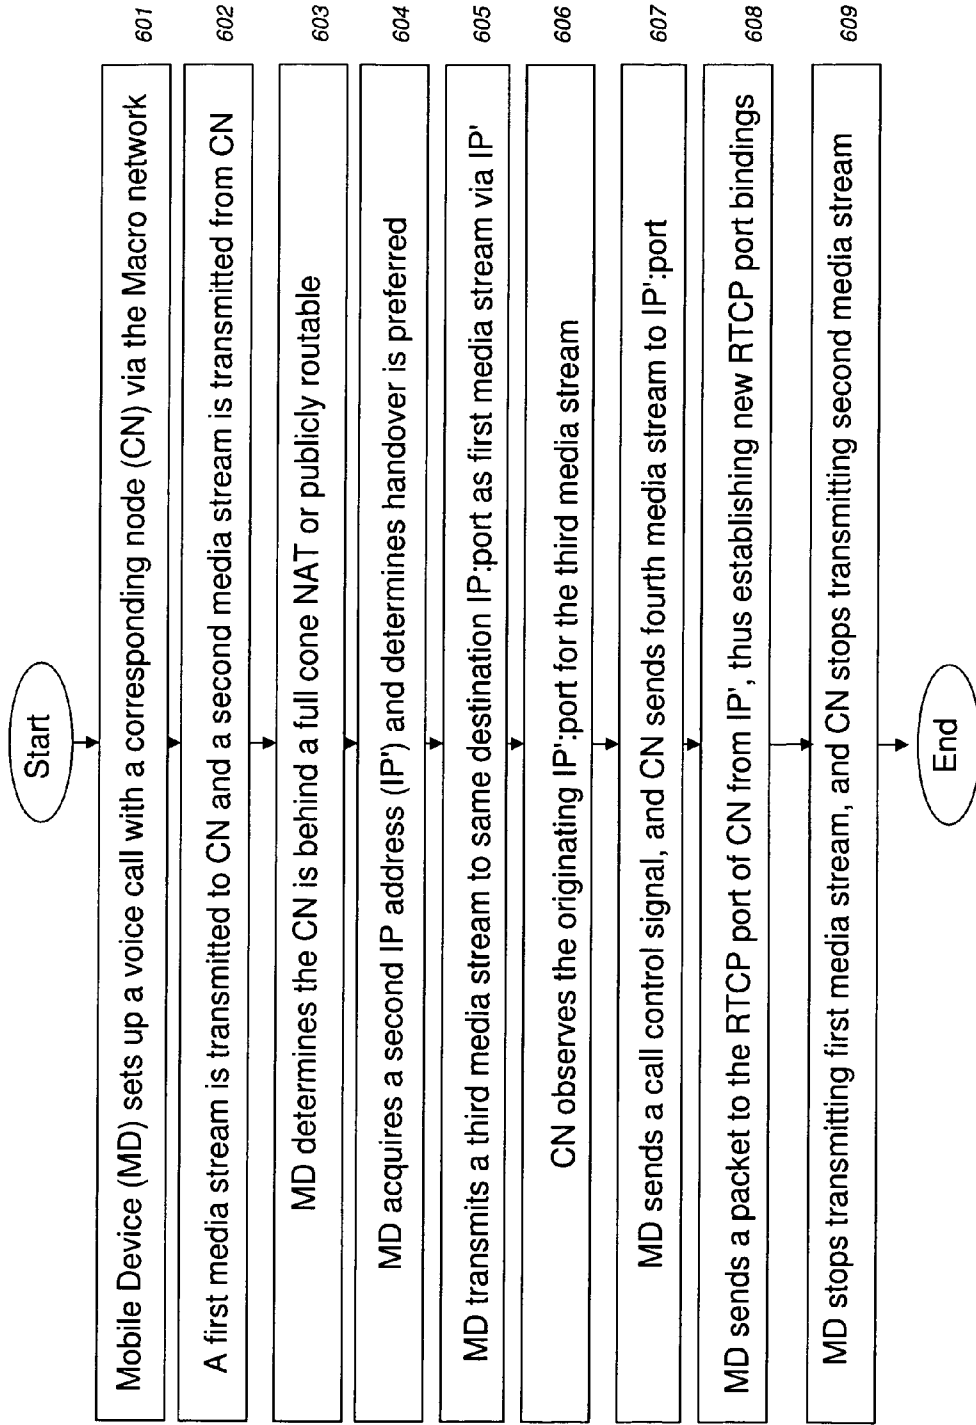 Start
Mobile Device (MD) sets up a voice call with a corresponding node (CN) via the Macro network
601
A first media stream is transmitted to CN and a second media stream is transmitted from CN
602
MD determines the CN is behind a full cone NAT or publicly routable
603
MD acquires a second IP address (IP') and determines handover is preferred
604
MD transmits a third media stream to same destination IP:port as first media stream via IP'
605
CN observes the originating IP':port for the third media stream
606
MD sends a call control signal, and CN sends fourth media stream to IP':port
607
MD sends a packet to the RTCP port of CN from IP', thus establishing new RTCP port bindings
608
MD stops transmitting first media stream, and CN stops transmitting second media stream
609
End